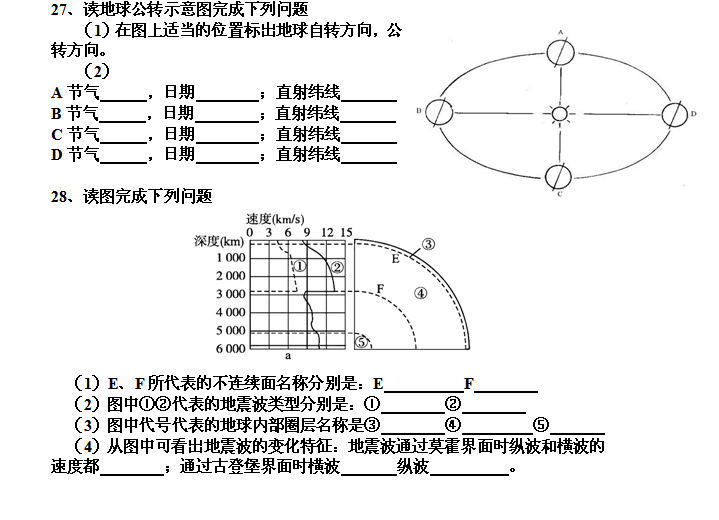 27、读地球公转示意图完成下列问题
（1）在图上适当的位置标出地球自转方向，公
转方向。
（2）
A 节气______，日期________；直射纬线_______
B 节气______，日期________；直射纬线_______
C 节气______，日期________；直射纬线_______
D 节气______，日期________；直射纬线_______
A
B
D
C
28、读图完成下列问题
速度(km/s)
0 3 6 9 12 15
深度(km)
1 000
2 000
3 000
4 000
5 000
6 000
a
① ②
③
E
F
④
⑤
（1）E、F 所代表的不连续面名称分别是：E__________F________
（2）图中①②代表的地震波类型分别是：①________②________
（3）图中代号代表的地球内部圈层名称是③________④_________⑤_______
（4）从图中可看出地震波的变化特征：地震波通过莫霍界面时纵波和横波的
速度都________；通过古登堡界面时横波_______纵波__________。